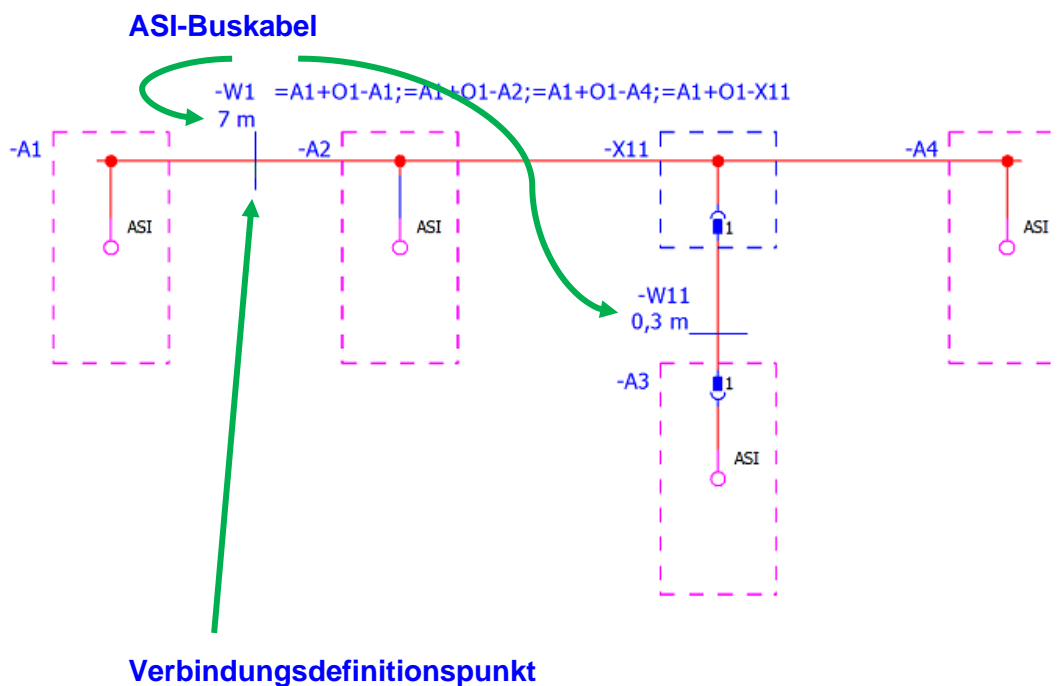 ASI-Buskabel
-W1 =A1+O1-A1;=A1+O1-A2;=A1+O1-A4;=A1+O1-X11
7 m
-A1
-A2
-X11
-A4
ASI
ASI
1
ASI
-W11
0,3 m
-A3
1
ASI
Verbindungsdefinitionspunkt